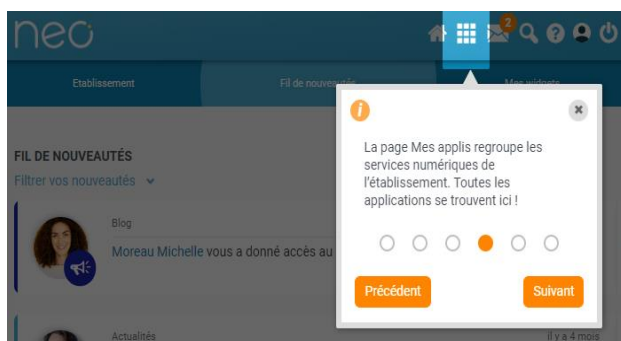 neo
2
Etablissement
Fil de nouveautés
Mes widgets
FIL DE NOUVEAUTÉS
Filtrer vos nouveautés
Blog
Moreau Michelle vous a donné accès au
Actualités
il y a 4 mois
i
La page Mes applis regroupe les
services numériques de
l'établissement. Toutes les
applications se trouvent ici !
Précédent
Suivant